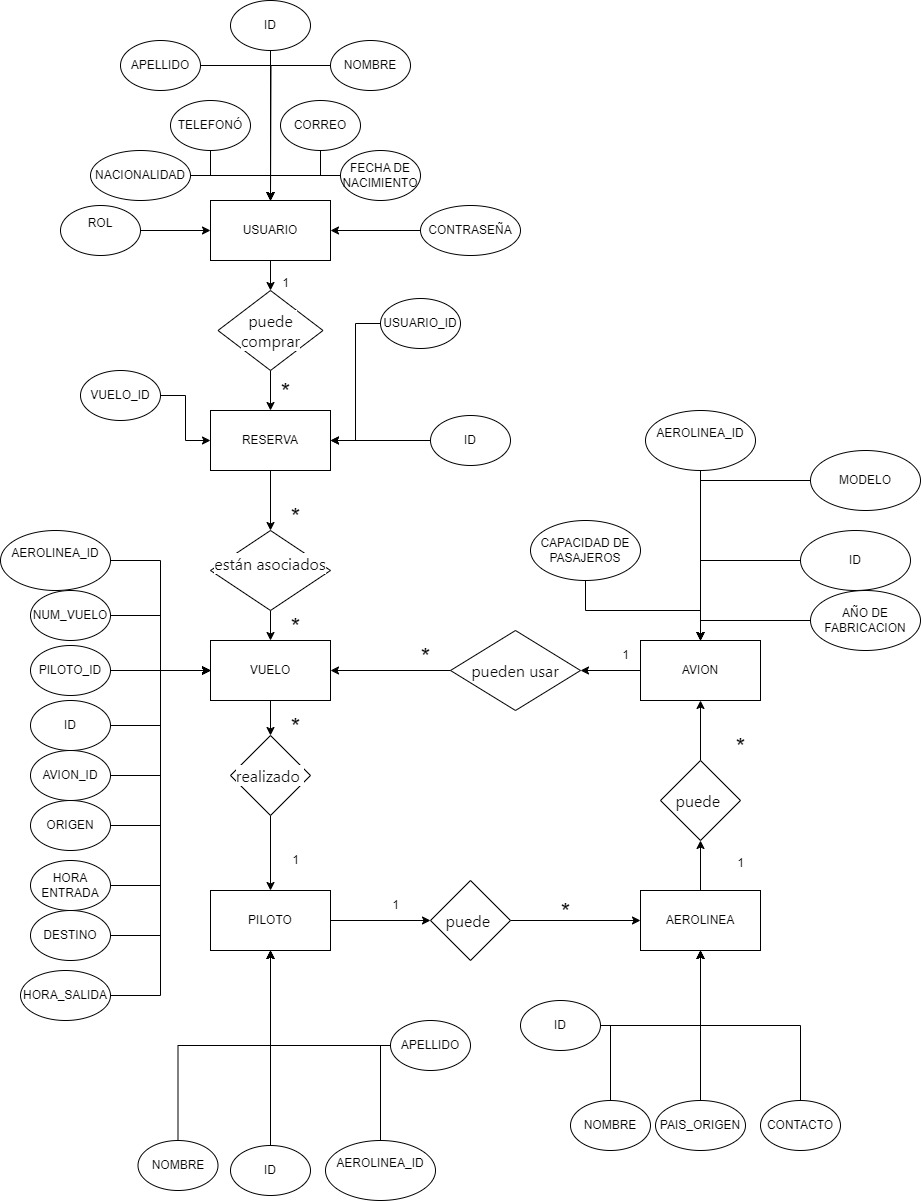 ID
APELLIDO
NOMBRE
TELEFONÓ
CORREO
NACIONALIDAD
FECHA DE
NACIMIENTO
ROL
USUARIO
CONTRASEÑA
1
puede
comprar
USUARIO_ID
*
VUELO_ID
RESERVA
ID
AEROLINEA_ID
MODELO
*
están asociados
CAPACIDAD DE
PASAJEROS
ID
AEROLINEA_ID
NUM_VUELO
AÑO DE
FABRICACION
*
PILOTO_ID
VUELO
*
pueden usar
1
AVION
ID
*
*
AVION_ID
realizado
puede
ORIGEN
1
1
HORA
ENTRADA
DESTINO
PILOTO
1
puede
*
AEROLINEA
HORA_SALIDA
APELLIDO
ID
NOMBRE
PAIS_ORIGEN
CONTACTO
NOMBRE
ID
AEROLINEA_ID